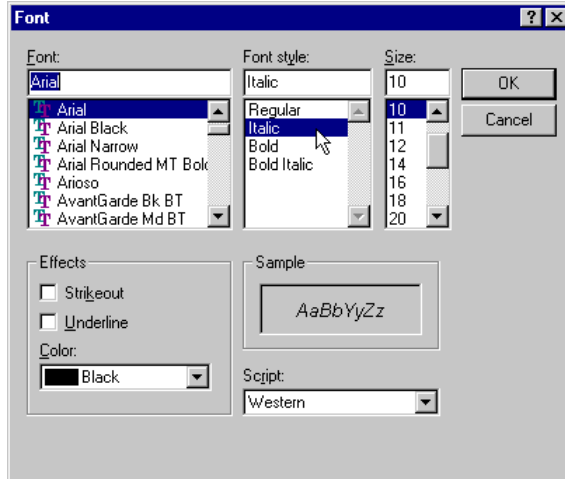 Font
Font: Font style: Size:
Arial Italic 10 OK
Arial Regular 10 Cancel
Arial Black Italic 11
Arial Narrow Bold 12
Arial Rounded MT Bold Bold Italic 14
Arioso 16
AvantGarde Bk BT 18
AvantGarde Md BT 20
Effects Sample
Strikeout
Underline AaBbYyZz
Color:
Black Script:
Western